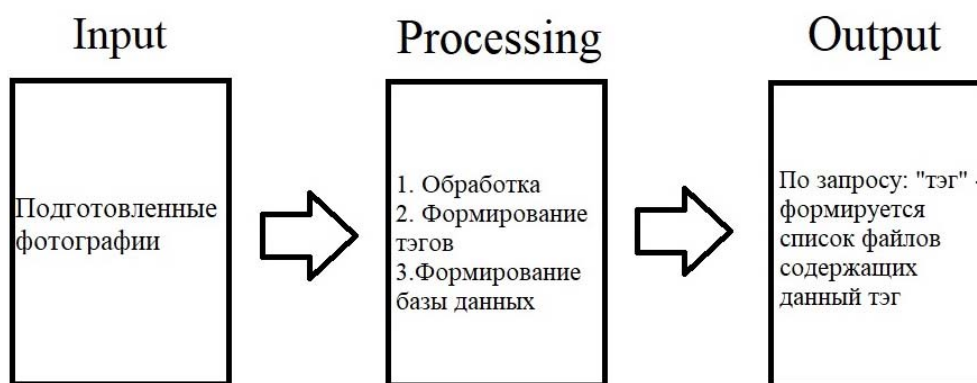 Input
Processing
Output
Подготовленные
фотографии
1. Обработка
2. Формирование
тэгов
3.Формирование
базы данных
По запросу: "тэг" -
формируется
список файлов
содержащих
данный тэг